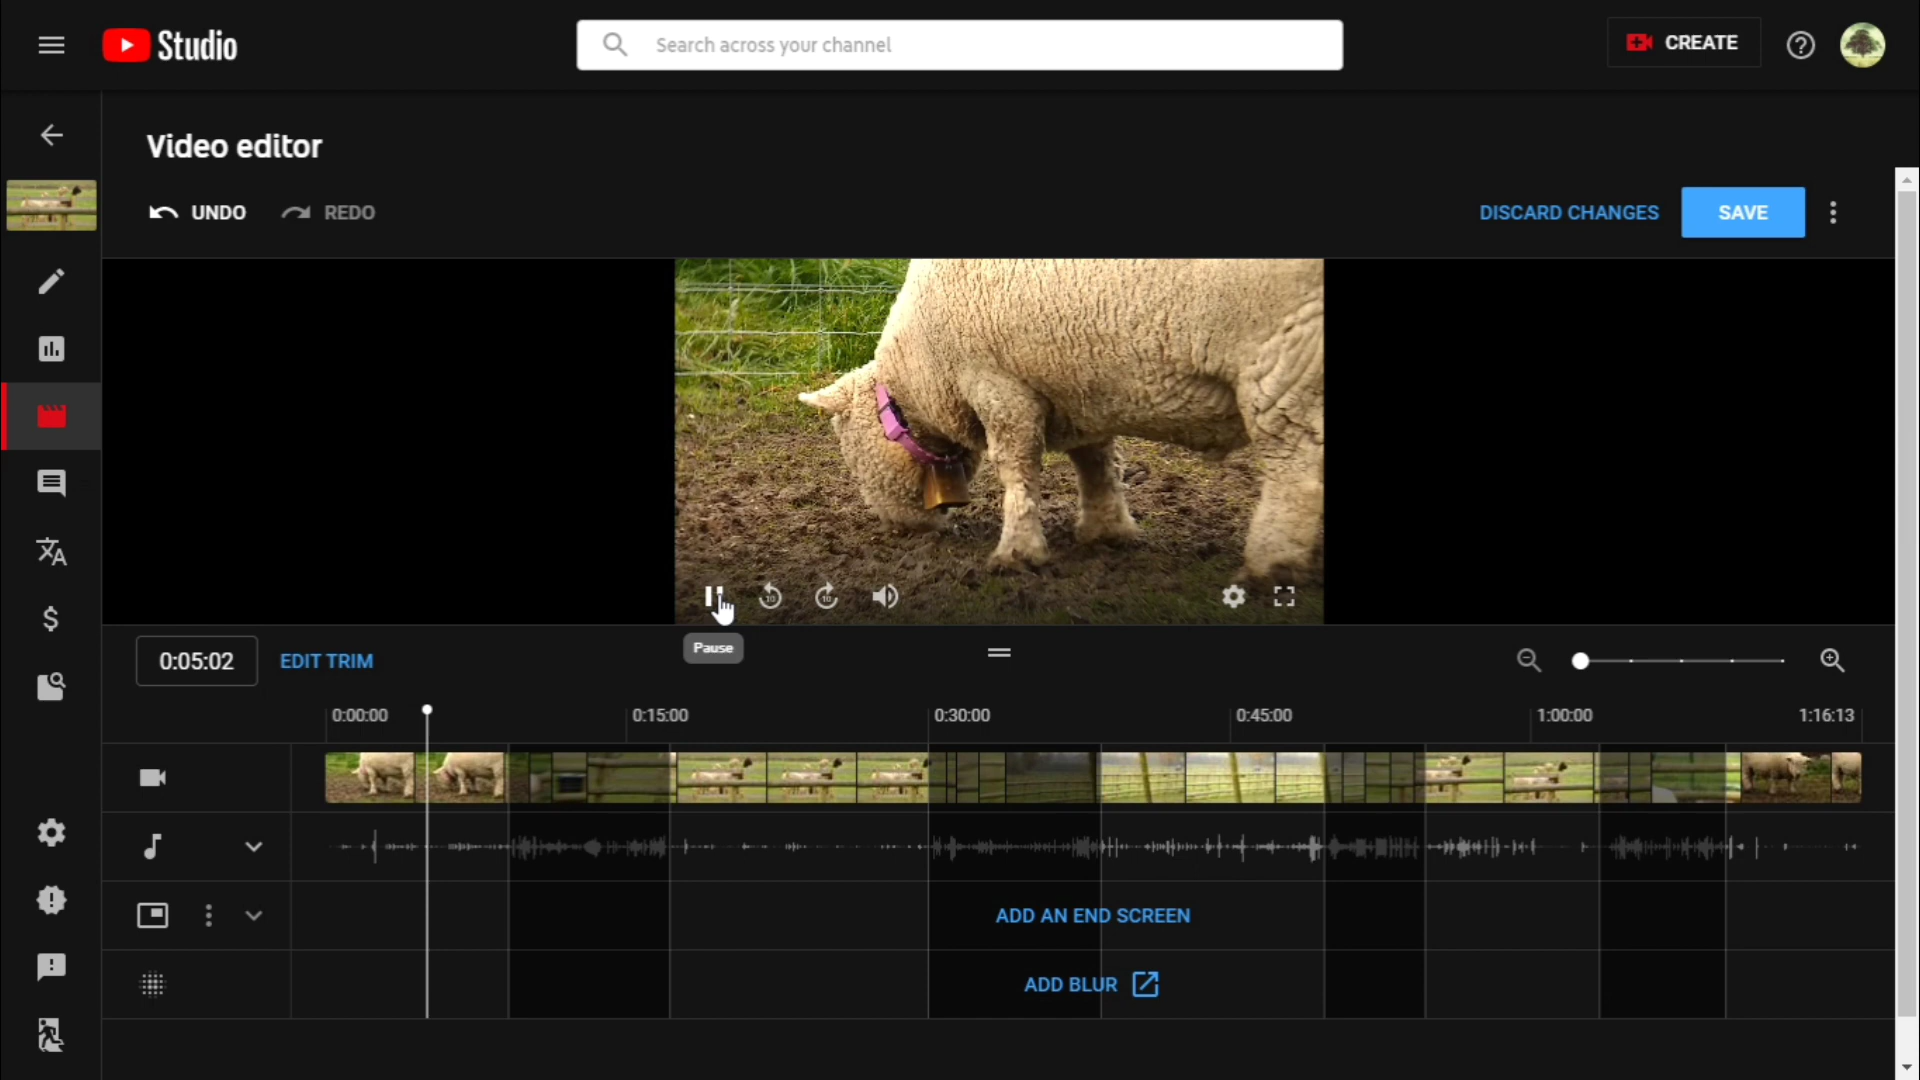 Studio
Search across your channel
CREATE
Video editor
UNDO
REDO
DISCARD CHANGES
SAVE
10
10
Pause
0:05:02
EDIT TRIM
0:00:00
0:15:00
0:30:00
0:45:00
1:00:00
1:16:13
ADD AN END SCREEN
ADD BLUR